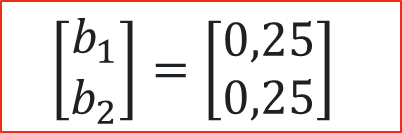 [b₁] = [0,25]
[b₂]   [0,25]